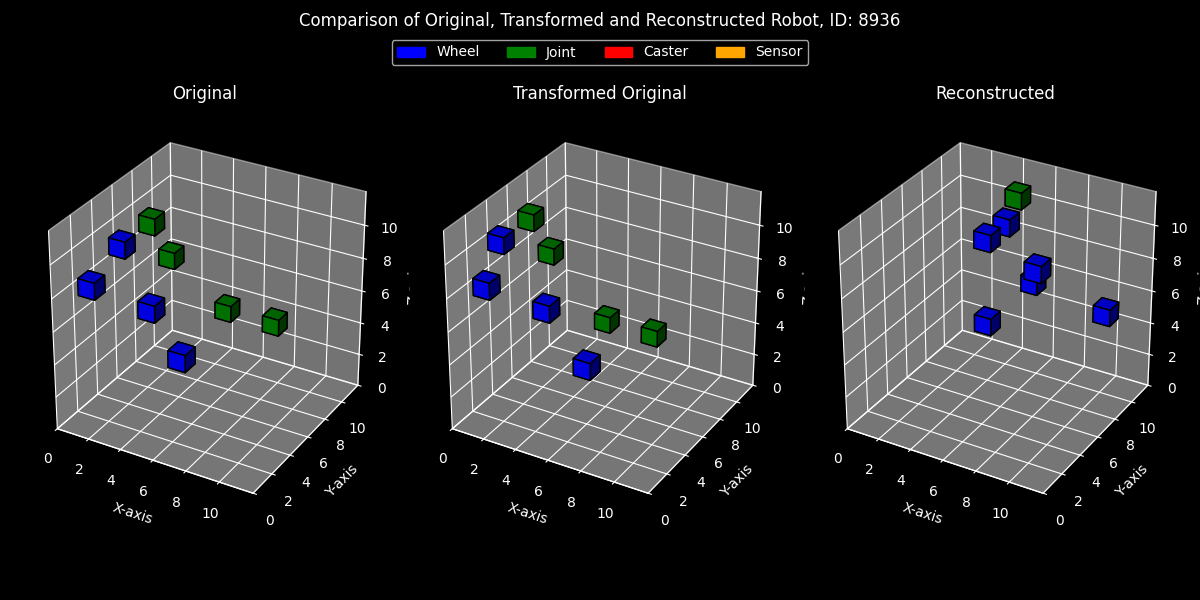 Comparison of Original, Transformed and Reconstructed Robot, ID: 8936
Wheel Joint Caster Sensor
Original Transformed Original Reconstructed
10 10 10
8 8 8
6 6 6
4 4 4
2 2 2
0 0 0
10 10 10
8 8 8
6 6 6
4 4 4
2 2 2
0 0 0
0 2 4 6 8 10 0 2 4 6 8 10 0 2 4 6 8 10
X-axis Y-axis X-axis Y-axis X-axis Y-axis